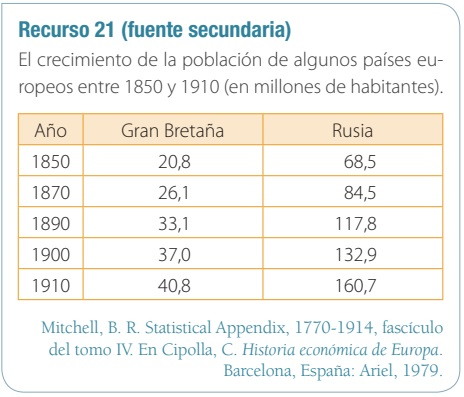 Recurso 21 (fuente secundaria)
El crecimiento de la población de algunos países eu-
ropeos entre 1850 y 1910 (en millones de habitantes).
Año Gran Bretaña Rusia
1850 20,8 68,5
1870 26,1 84,5
1890 33,1 117,8
1900 37,0 132,9
1910 40,8 160,7
Mitchell, B. R. Statistical Appendix, 1770-1914, fascículo
del tomo IV. En Cipolla, C. Historia económica de Europa.
Barcelona, España: Ariel, 1979.